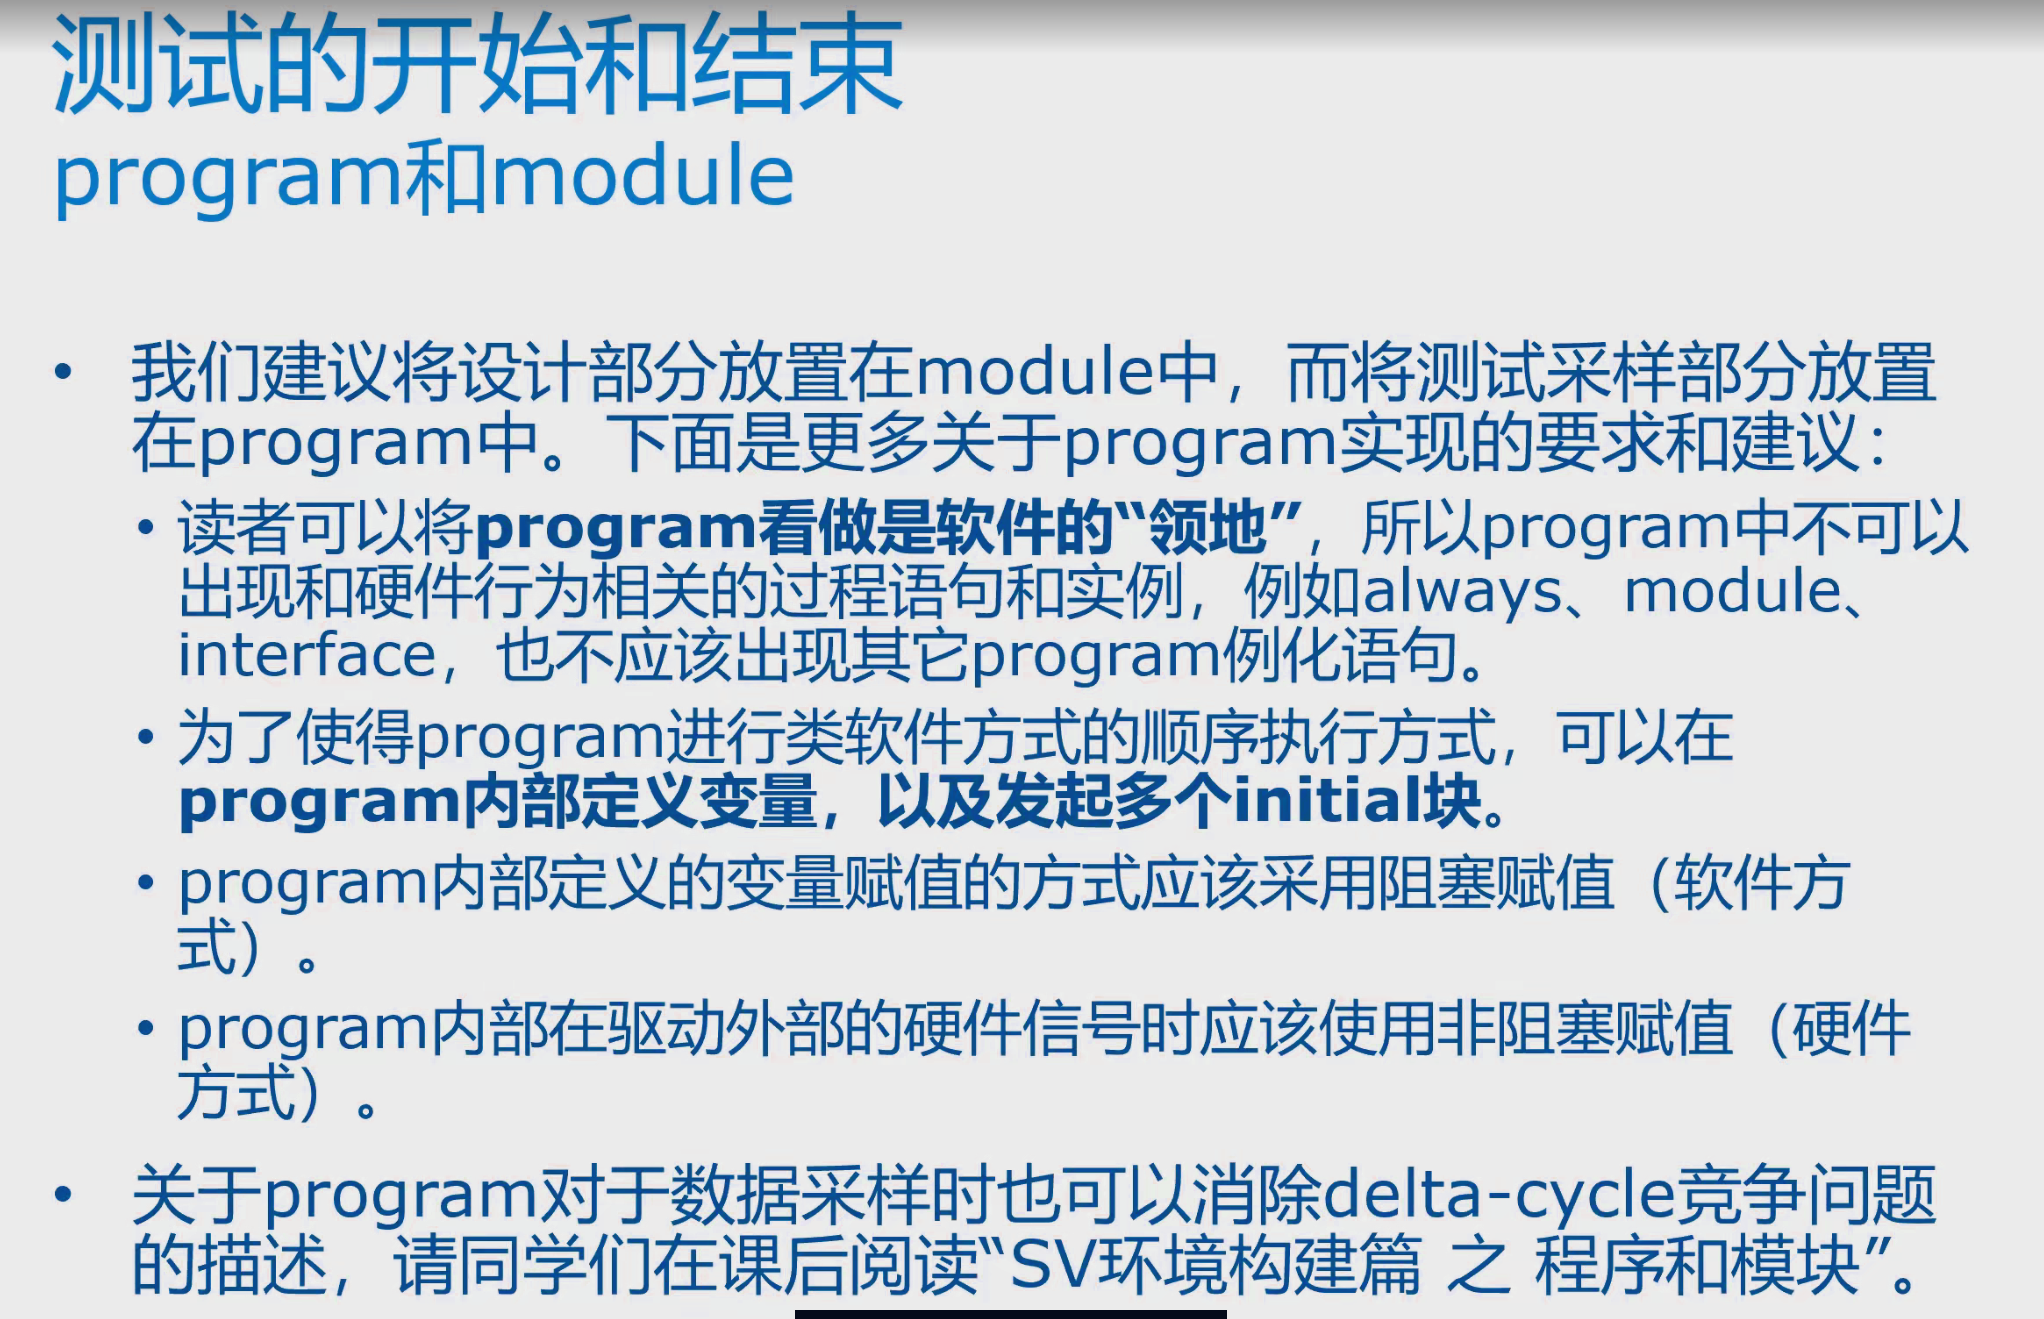 测试的开始和结束
program和module
• 我们建议将设计部分放置在module中，而将测试采样部分放置
在program中。下面是更多关于program实现的要求和建议：
• 读者可以将program看做是软件的“领地”，所以program中不可以
出现和硬件行为相关的过程语句和实例，例如always、module、
interface，也不应该出现其它program例化语句。
• 为了使得program进行类软件方式的顺序执行方式，可以在
program内部定义变量，以及发起多个initial块。
• program内部定义的变量赋值的方式应该采用阻塞赋值（软件方
式）。
• program内部在驱动外部的硬件信号时应该使用非阻塞赋值（硬件
方式）。
• 关于program对于数据采样时也可以消除delta-cycle竞争问题
的描述，请同学们在课后阅读“SV环境构建篇 之 程序和模块”。